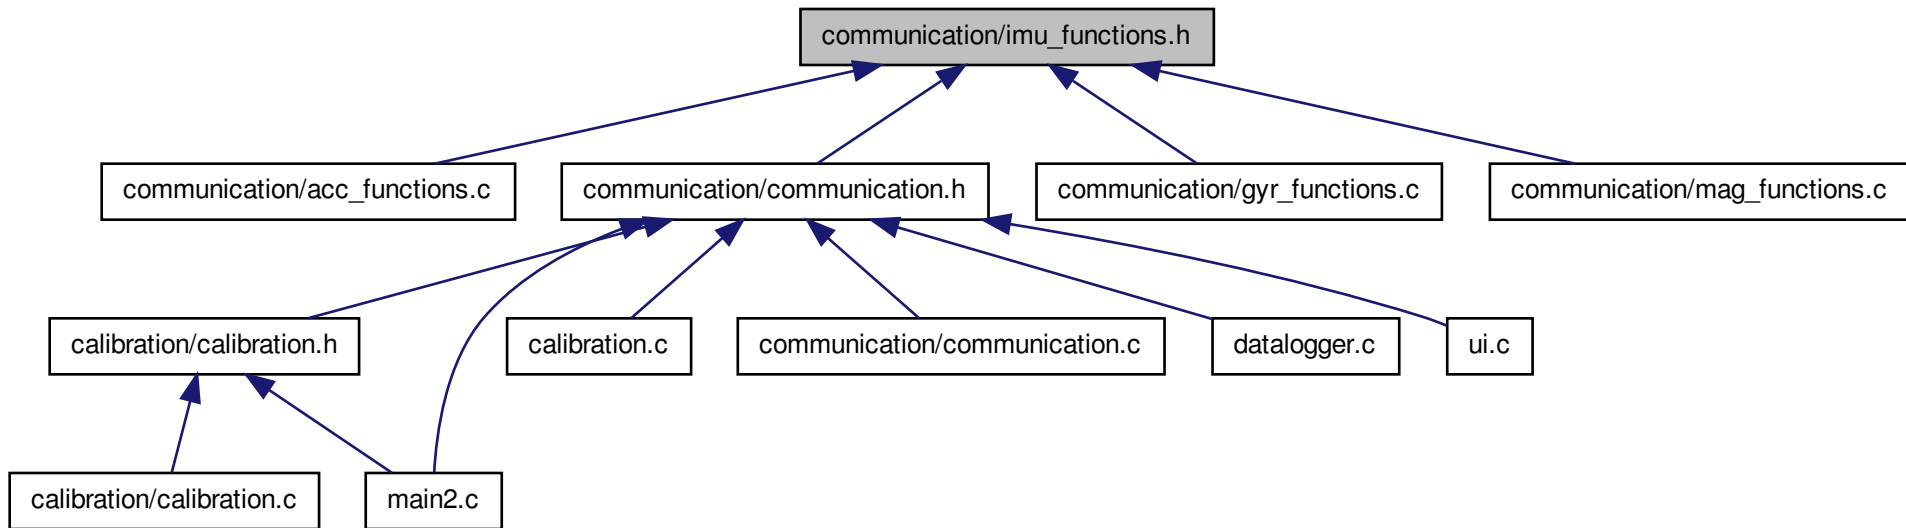 communication/imu_functions.h
communication/acc_functions.c
communication/communication.h
communication/gyr_functions.c
communication/mag_functions.c
calibration/calibration.h
calibration.c
communication/communication.c
datalogger.c
ui.c
calibration/calibration.c
main2.c